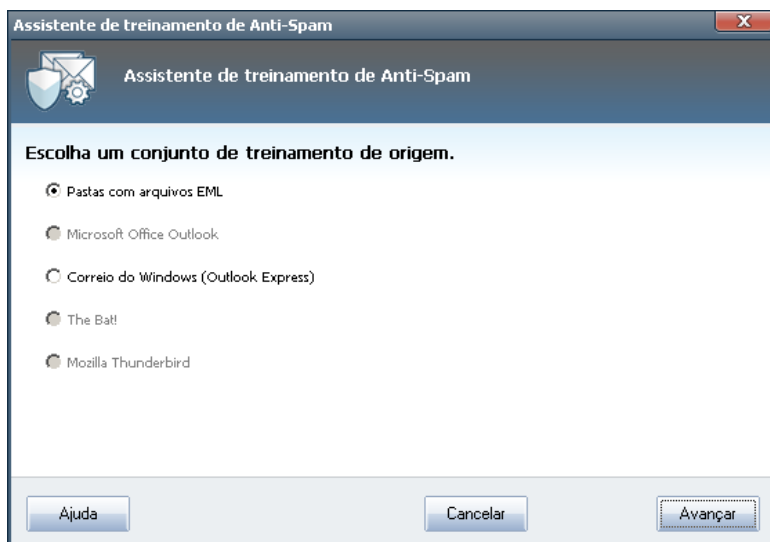 Assistente de treinamento de Anti-Spam
Assistente de treinamento de Anti-Spam
Escolha um conjunto de treinamento de origem.
Pastas com arquivos EML
Microsoft Office Outlook
Correio do Windows (Outlook Express)
The Bat!
Mozilla Thunderbird
Ajuda
Cancelar
Avançar